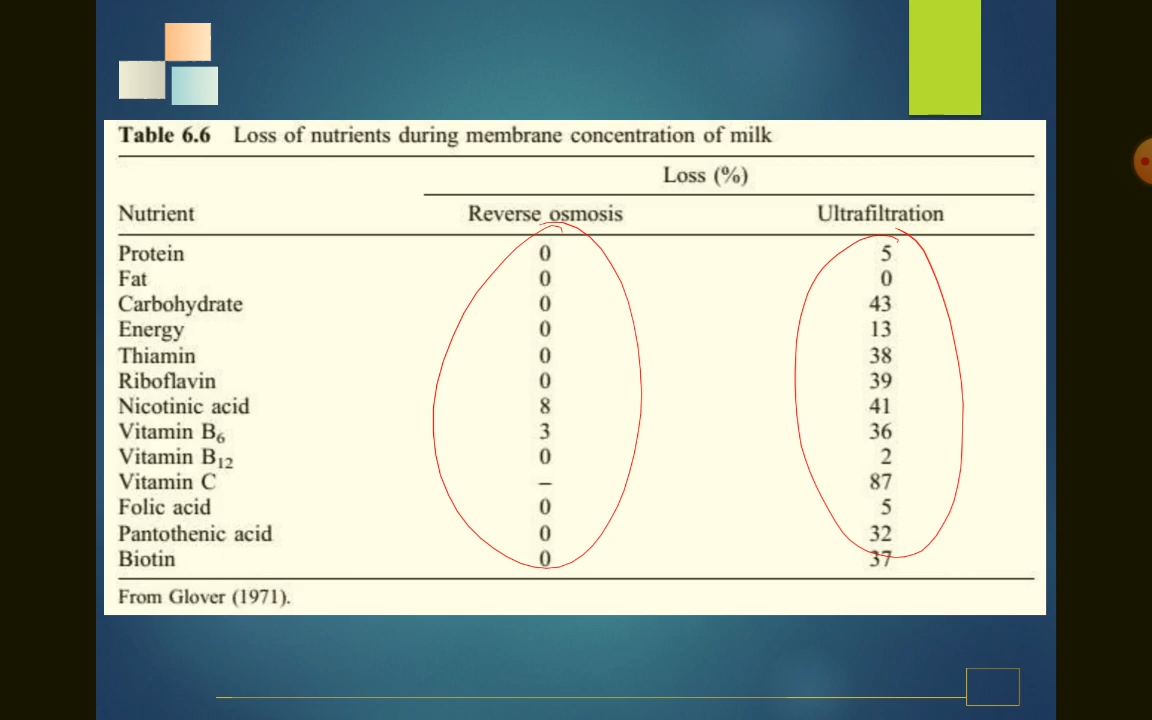 Table 6.6 Loss of nutrients during membrane concentration of milk
Loss (%)
Nutrient Reverse osmosis Ultrafiltration
Protein 0 5
Fat 0 0
Carbohydrate 0 43
Energy 0 13
Thiamin 0 38
Riboflavin 0 39
Nicotinic acid 8 41
Vitamin B₆ 3 36
Vitamin B₁₂ 0 2
Vitamin C – 87
Folic acid 0 5
Pantothenic acid 0 32
Biotin 0 37
From Glover (1971).